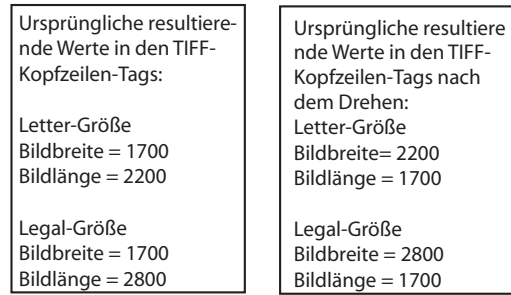 Ursprüngliche resultiere-
nde Werte in den TIFF-
Kopfzeilen-Tags:

Letter-Größe
Bildbreite = 1700
Bildlänge = 2200

Legal-Größe
Bildbreite = 1700
Bildlänge = 2800

Ursprüngliche resultiere
nde Werte in den TIFF-
Kopfzeilen-Tags nach
dem Drehen:
Letter-Größe
Bildbreite= 2200
Bildlänge = 1700

Legal-Größe
Bildbreite = 2800
Bildlänge = 1700